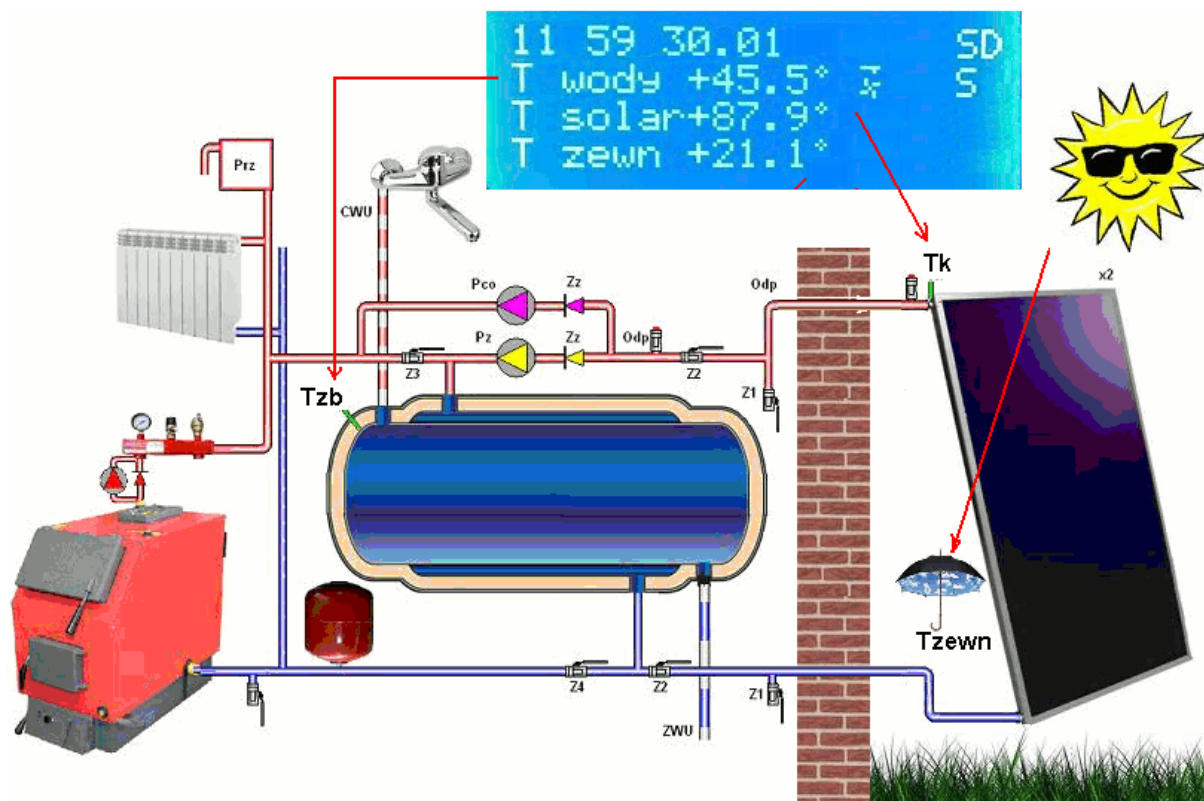 11 59 30.01 SD
T wody +45.5° S
T solar+87.9°
T zewn +21.1°
Prz
CWU
Tk
x2
Pco
Zz
Odp
Pz
Zz
Odp
Z3
Z2
Z1
Tzb
Tzewn
Z4
Z2
Z1
ZWU